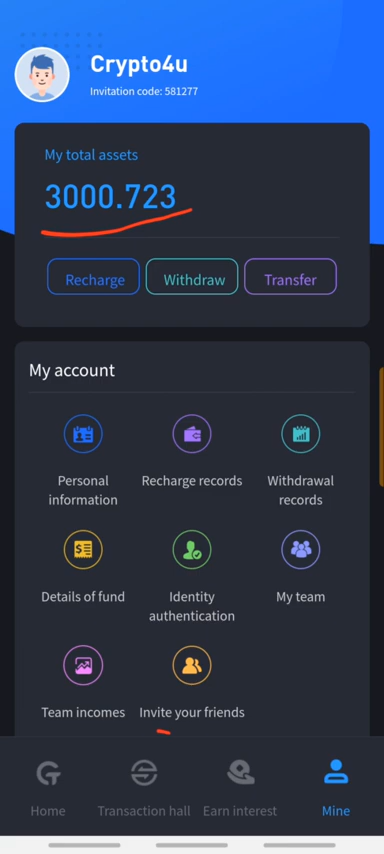 Crypto4u
Invitation code: 581277
My total assets
3000.723
Recharge
Withdraw
Transfer
My account
Personal
information
Recharge records
Withdrawal
records
Details of fund
Identity
authentication
My team
Team incomes
Invite your friends
Home
Transaction hall
Earn interest
Mine